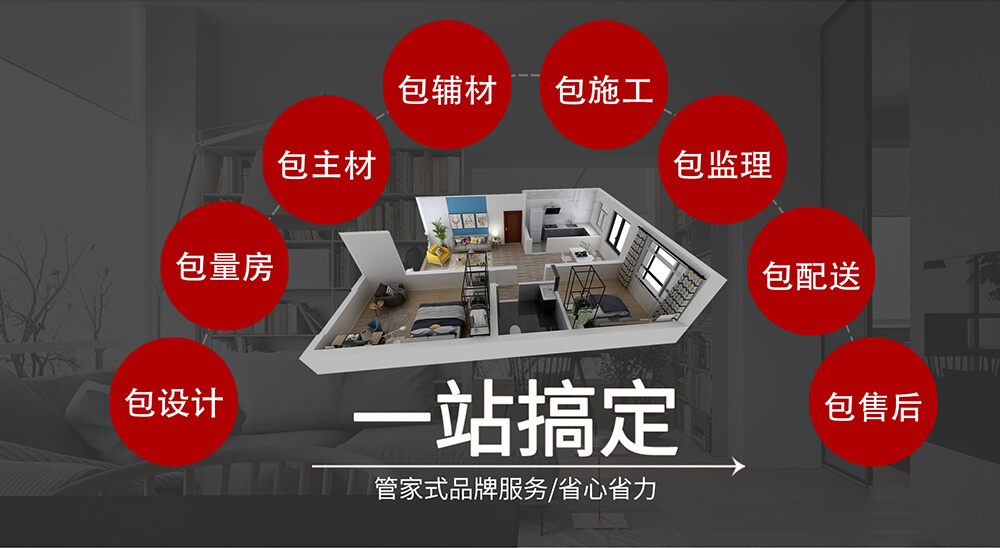 包设计
包量房
包主材
包辅材
包施工
包监理
包配送
包售后
一站搞定
管家式品牌服务/省心省力